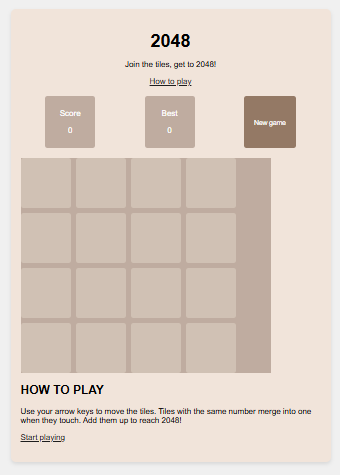 2048
Join the tiles, get to 2048!
How to play
Score
0
Best
0
New game
HOW TO PLAY
Use your arrow keys to move the tiles. Tiles with the same number merge into one
when they touch. Add them up to reach 2048!
Start playing